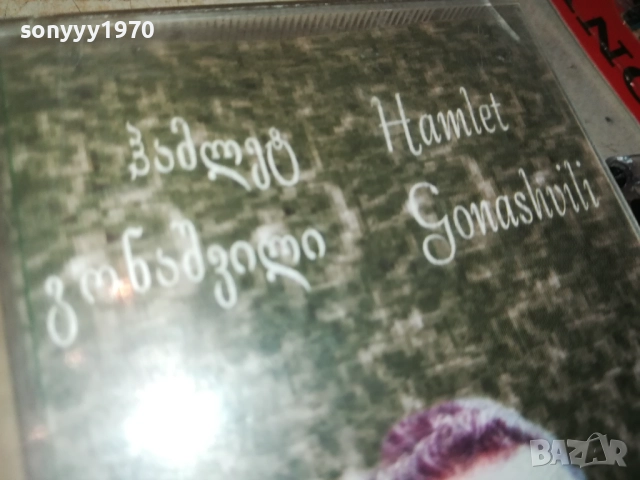 sonyyy1970
ჰამლეტ
გონაშვილი
Hamlet
Gonashvili
BAZAR